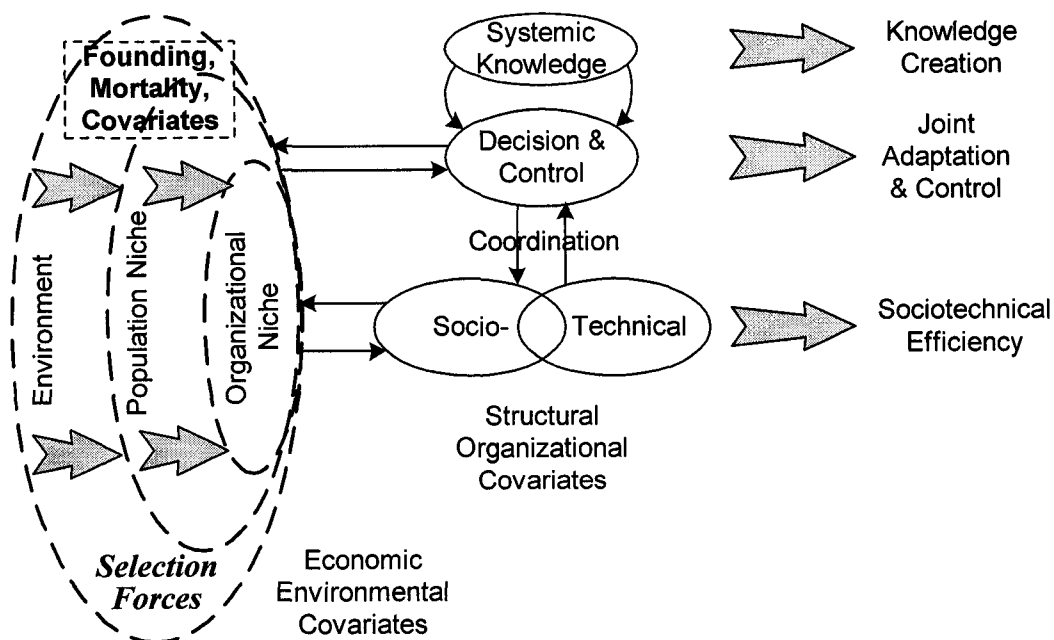 Founding,
Mortality,
Covariates
Environment
Population Niche
Organizational
Niche
Selection
Forces
Economic
Environmental
Covariates
Systemic
Knowledge
Decision &
Control
Coordination
Socio-
Technical
Structural
Organizational
Covariates
Knowledge
Creation
Joint
Adaptation
& Control
Sociotechnical
Efficiency